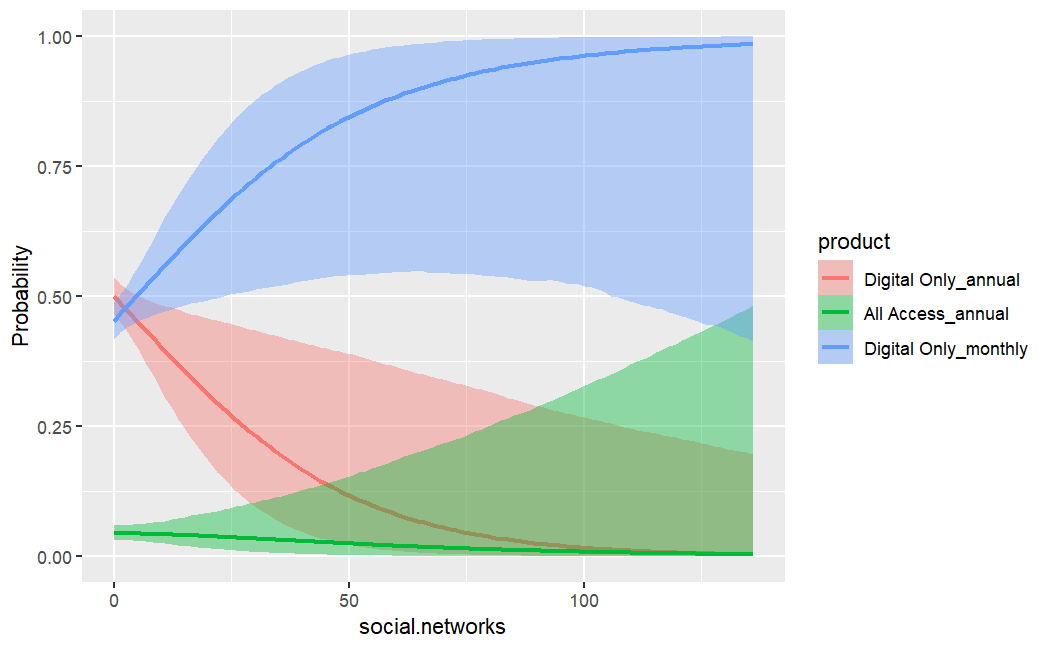 1.00
0.75
0.50
0.25
0.00
Probability
0 50 100
social.networks
product
Digital Only_annual
All Access_annual
Digital Only_monthly